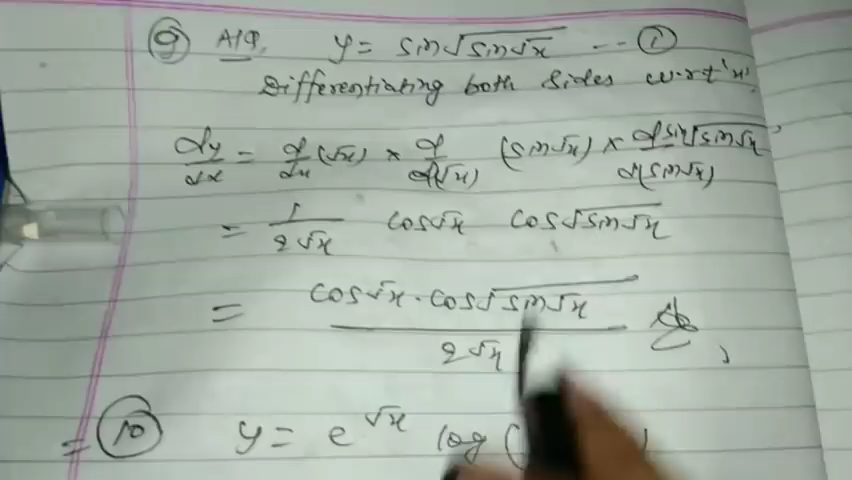 ⑨ A/Q, y = sin√(sin√x) --- ①
Differentiating both sides w.r.t 'x'
dy/dx = d/dx (√x) × d/d(√x) (sin√x) × d sin√(sin√x) / d(sin√x)
= 1/(2√x) cos√x cos√(sin√x)
= cos√x · cos√(sin√x) / 2√x
= ⑩ y = e^√x log (